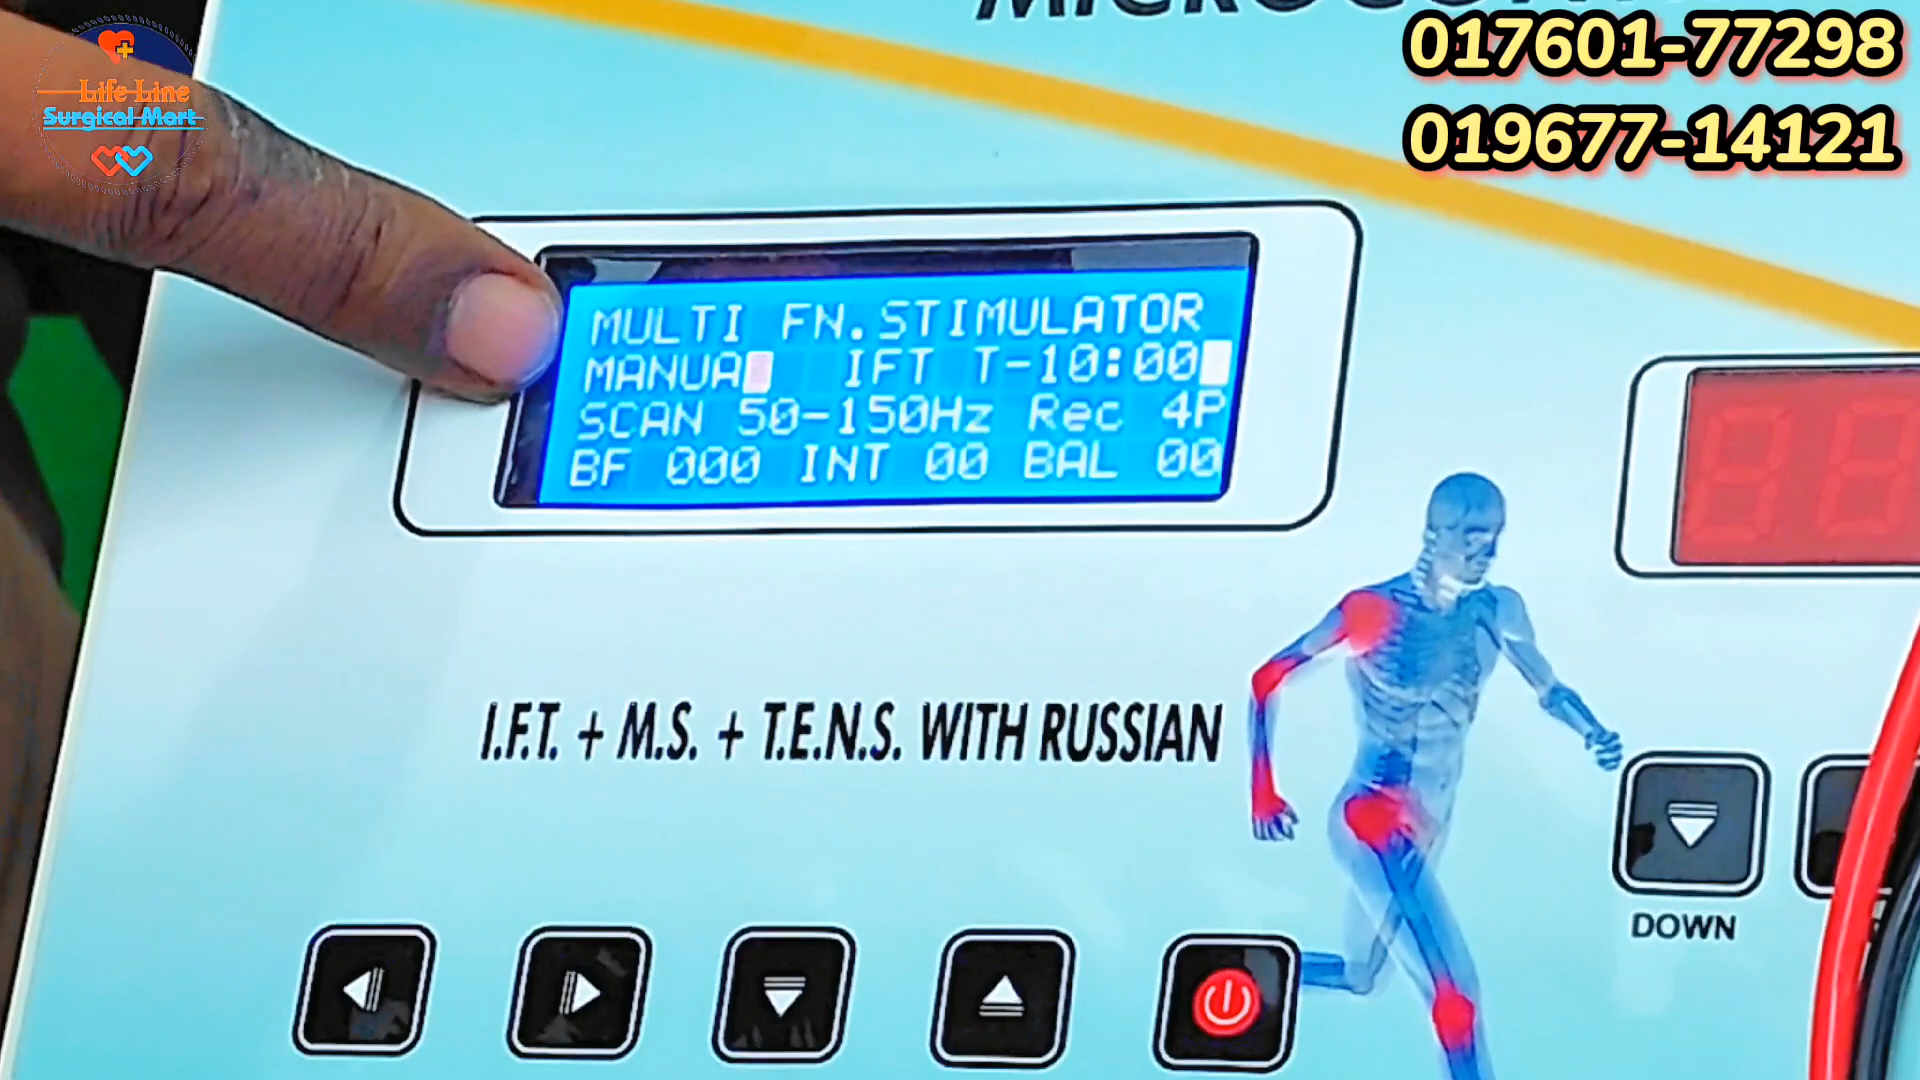 Life Line
Surgical Mart
017601-77298
019677-14121
MULTI FN.STIMULATOR
MANUA IFT T-10:00
SCAN 50-150Hz Rec 4P
BF 000 INT 00 BAL 00
I.F.T. + M.S. + T.E.N.S. WITH RUSSIAN
DOWN